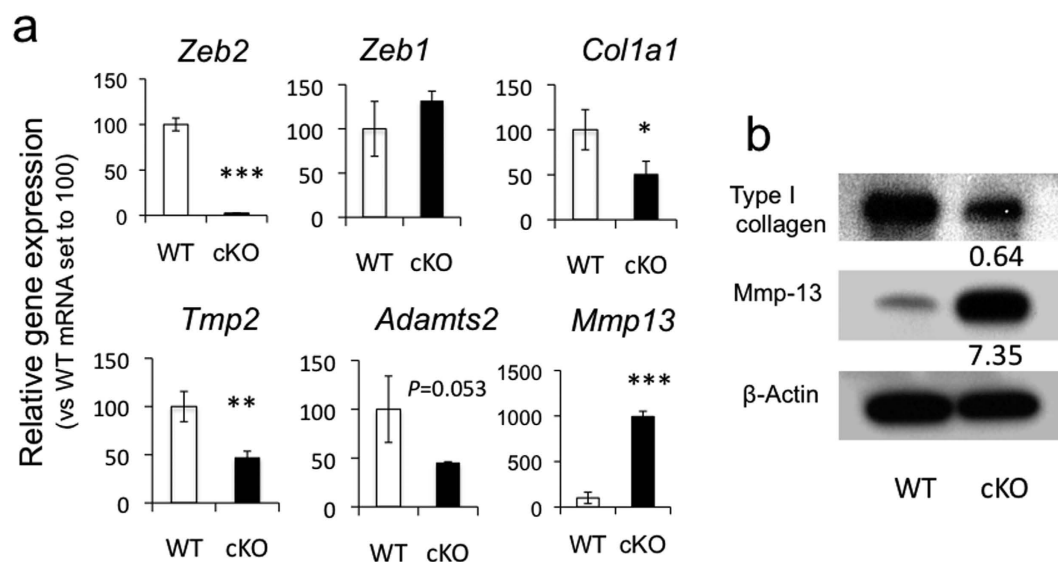 a
Relative gene expression
(vs WT mRNA set to 100)
Zeb2
150
100
50
0
***
WT cKO
Zeb1
150
100
50
0
WT cKO
Col1a1
150
100
50
0
*
WT cKO
Tmp2
150
100
50
0
**
WT cKO
Adamts2
150
100
50
0
P=0.053
WT cKO
Mmp13
1500
1000
500
0
***
WT cKO
b
Type I
collagen
0.64
Mmp-13
7.35
β-Actin
WT cKO